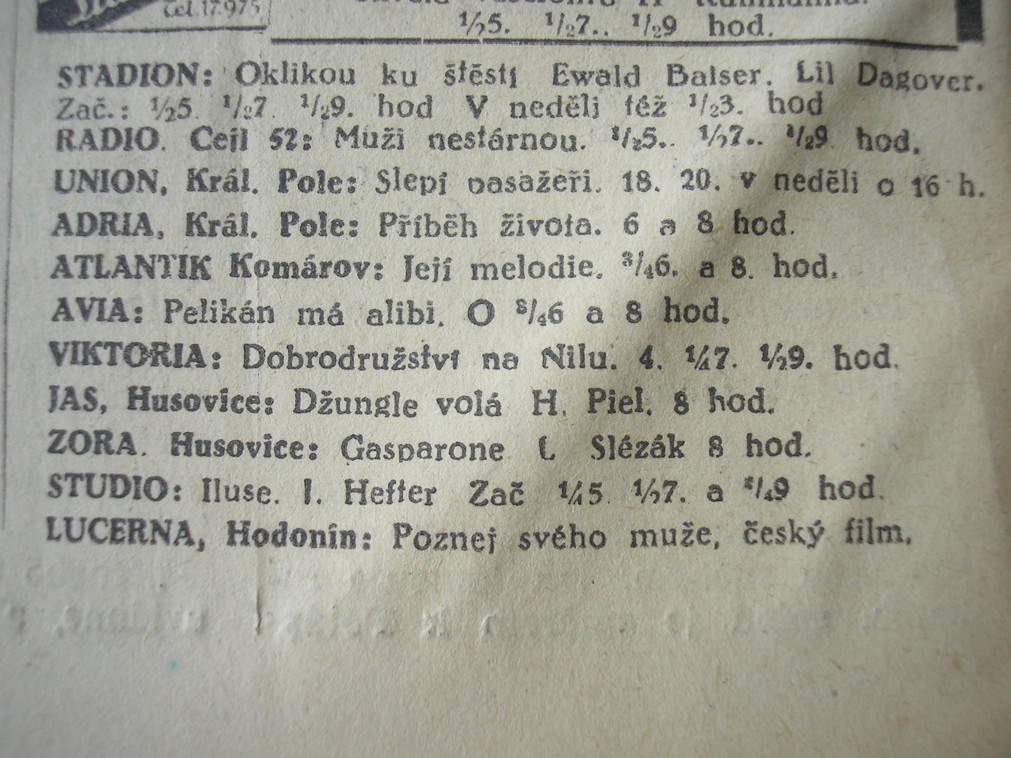 tel. 17.975
½5. ½7.. ½9 hod.
STADION: Oklikou ku štěstí Ewald Balser. Lil Dagover.
Zač.: ½5. ½7. ½9. hod V neděli též ½3. hod
RADIO. Cejl 52: Muži nestárnou. ½5.. ½7.. ½9 hod.
UNION, Král. Pole: Slepí pasažeři. 18. 20. v neděli o 16 h.
ADRIA, Král. Pole: Příběh života. 6 a 8 hod.
ATLANTIK Komárov: Její melodie. ¾6. a 8. hod.
AVIA: Pelikán má alibi. O ¾6 a 8 hod.
VIKTORIA: Dobrodružství na Nilu. 4. ¼7. ½9. hod.
JAS, Husovice: Džungle volá H. Piel. 8 hod.
ZORA. Husovice: Gasparone L Slézák 8 hod.
STUDIO: Iluse. J. Hefter Zač ¼5 ½7. a ¼9 hod.
LUCERNA, Hodonín: Poznej svého muže, český film.